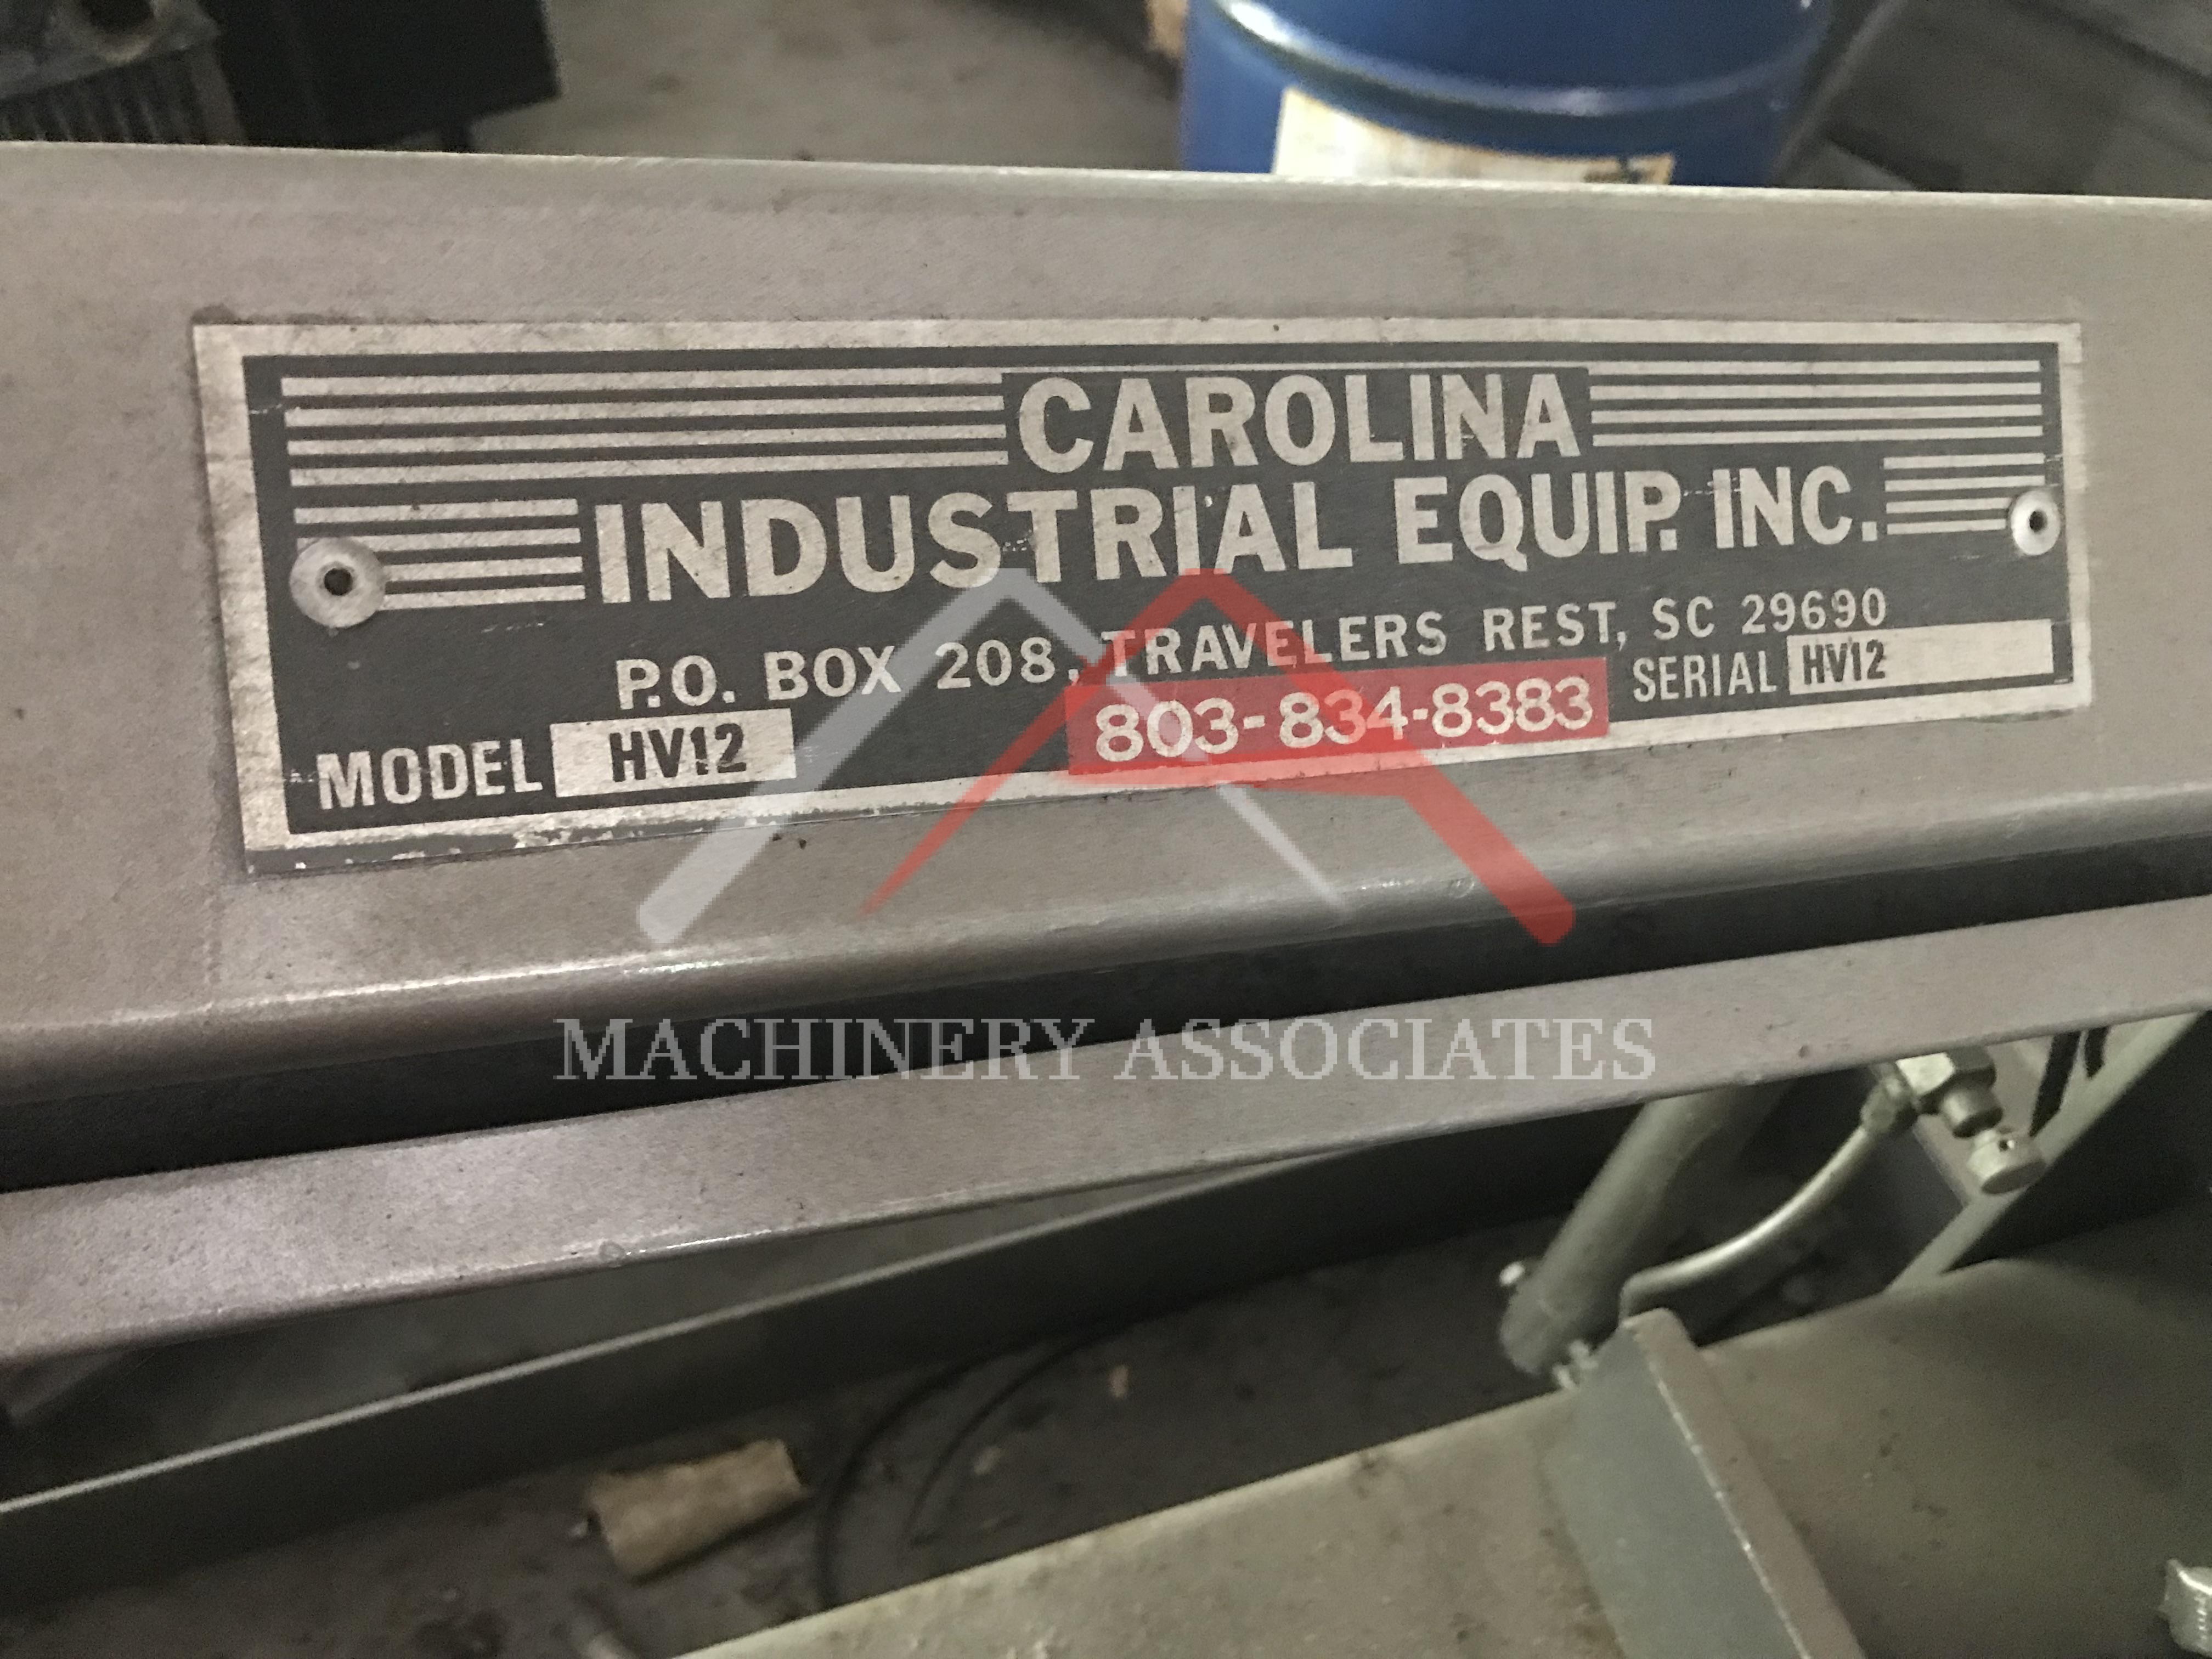 CAROLINA
INDUSTRIAL EQUIP. INC.
P.O. BOX 208, TRAVELERS REST, SC 29690
MODEL HV12 803-834-8383 SERIAL HV12
MACHINERY ASSOCIATES